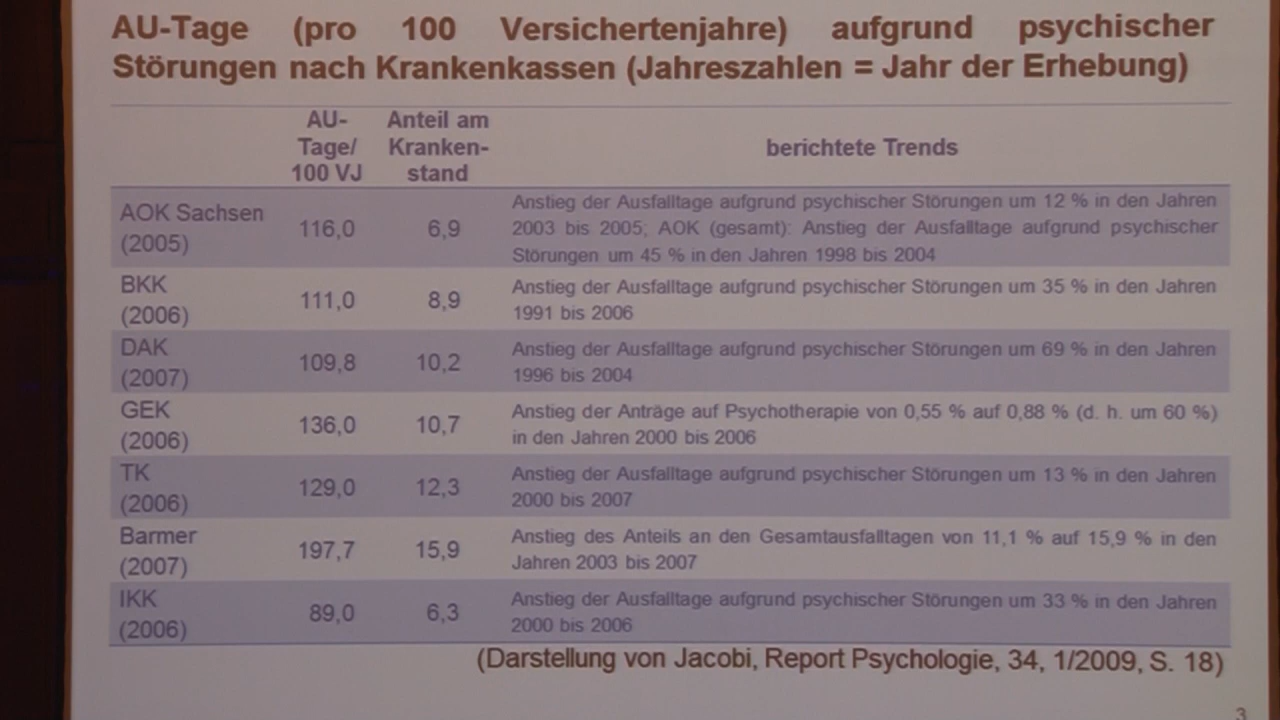 AU-Tage (pro 100 Versichertenjahre) aufgrund psychischer
Störungen nach Krankenkassen (Jahreszahlen = Jahr der Erhebung)
AU-
Tage/
100 VJ
Anteil am
Kranken-
stand
berichtete Trends
AOK Sachsen
(2005)
116,0
6,9
Anstieg der Ausfalltage aufgrund psychischer Störungen um 12 % in den Jahren
2003 bis 2005; AOK (gesamt): Anstieg der Ausfalltage aufgrund psychischer
Störungen um 45 % in den Jahren 1998 bis 2004
BKK
(2006)
111,0
8,9
Anstieg der Ausfalltage aufgrund psychischer Störungen um 35 % in den Jahren
1991 bis 2006
DAK
(2007)
109,8
10,2
Anstieg der Ausfalltage aufgrund psychischer Störungen um 69 % in den Jahren
1996 bis 2004
GEK
(2006)
136,0
10,7
Anstieg der Anträge auf Psychotherapie von 0,55 % auf 0,88 % (d. h. um 60 %)
in den Jahren 2000 bis 2006
TK
(2006)
129,0
12,3
Anstieg der Ausfalltage aufgrund psychischer Störungen um 13 % in den Jahren
2000 bis 2007
Barmer
(2007)
197,7
15,9
Anstieg des Anteils an den Gesamtausfalltagen von 11,1 % auf 15,9 % in den
Jahren 2003 bis 2007
IKK
(2006)
89,0
6,3
Anstieg der Ausfalltage aufgrund psychischer Störungen um 33 % in den Jahren
2000 bis 2006
(Darstellung von Jacobi, Report Psychologie, 34, 1/2009, S. 18)
3